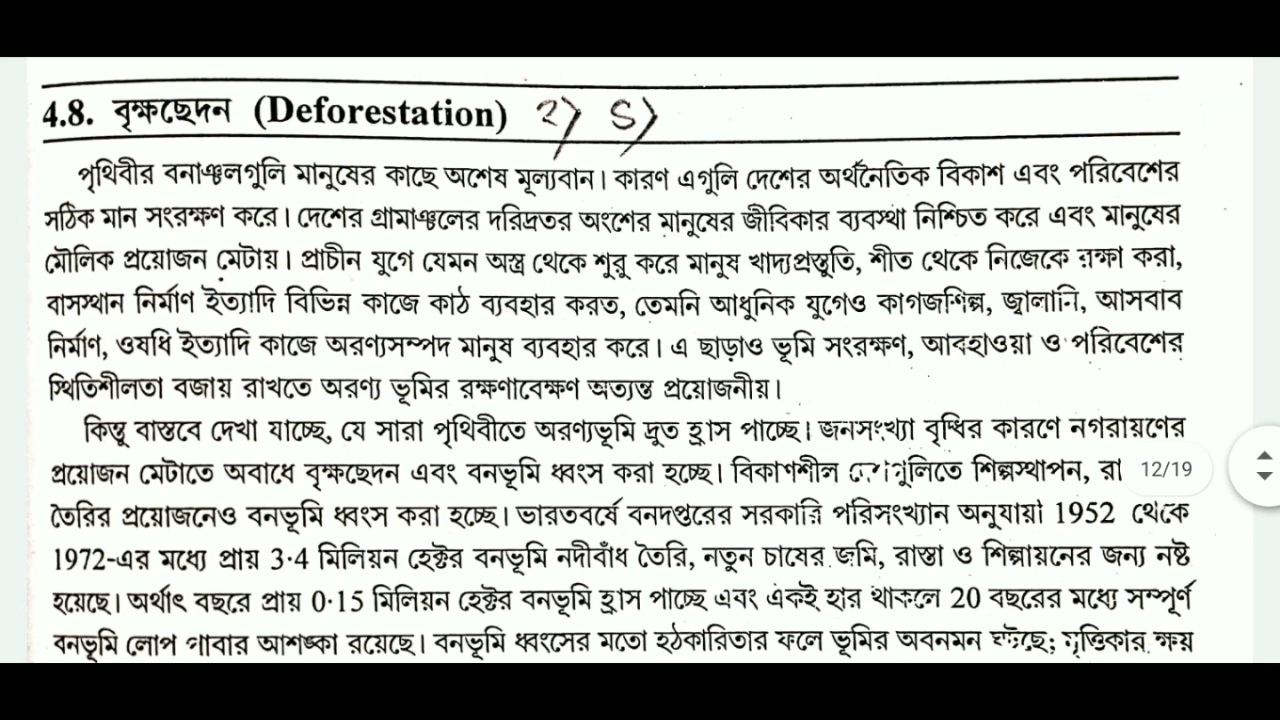 4.8. বৃক্ষছেদন (Deforestation) ২) ৫)
পৃথিবীর বনাঞ্চলগুলি মানুষের কাছে অশেষ মূল্যবান। কারণ এগুলি দেশের অর্থনৈতিক বিকাশ এবং পরিবেশের
সঠিক মান সংরক্ষণ করে। দেশের গ্রামাঞ্চলের দরিদ্রতর অংশের মানুষের জীবিকার ব্যবস্থা নিশ্চিত করে এবং মানুষের
মৌলিক প্রয়োজন মেটায়। প্রাচীন যুগে যেমন অস্ত্র থেকে শুরু করে মানুষ খাদ্যপ্রস্তুতি, শীত থেকে নিজেকে রক্ষা করা,
বাসস্থান নির্মাণ ইত্যাদি বিভিন্ন কাজে কাঠ ব্যবহার করত, তেমনি আধুনিক যুগেও কাগজশিল্প, জ্বালানি, আসবাব
নির্মাণ, ওষধি ইত্যাদি কাজে অরণ্যসম্পদ মানুষ ব্যবহার করে। এ ছাড়াও ভূমি সংরক্ষণ, আবহাওয়া ও পরিবেশের
স্থিতিশীলতা বজায় রাখতে অরণ্য ভূমির রক্ষণাবেক্ষণ অত্যন্ত প্রয়োজনীয়।
কিন্তু বাস্তবে দেখা যাচ্ছে, যে সারা পৃথিবীতে অরণ্যভূমি দ্রুত হ্রাস পাচ্ছে। জনসংখ্যা বৃদ্ধির কারণে নগরায়ণের
প্রয়োজন মেটাতে অবাধে বৃক্ষছেদন এবং বনভূমি ধ্বংস করা হচ্ছে। বিকাশশীল দেশগুলিতে শিল্পস্থাপন, রা 12/19
তৈরির প্রয়োজনেও বনভূমি ধ্বংস করা হচ্ছে। ভারতবর্ষে বনদপ্তরের সরকারি পরিসংখ্যান অনুযায়ী 1952 থেকে
1972-এর মধ্যে প্রায় 3·4 মিলিয়ন হেক্টর বনভূমি নদীবাঁধ তৈরি, নতুন চাষের জমি, রাস্তা ও শিল্পায়নের জন্য নষ্ট
হয়েছে। অর্থাৎ বছরে প্রায় 0·15 মিলিয়ন হেক্টর বনভূমি হ্রাস পাচ্ছে এবং একই হার থাকলে 20 বছরের মধ্যে সম্পূর্ণ
বনভূমি লোপ পাবার আশঙ্কা রয়েছে। বনভূমি ধ্বংসের মতো হঠকারিতার ফলে ভূমির অবনমন ঘটছে; মৃত্তিকার ক্ষয়